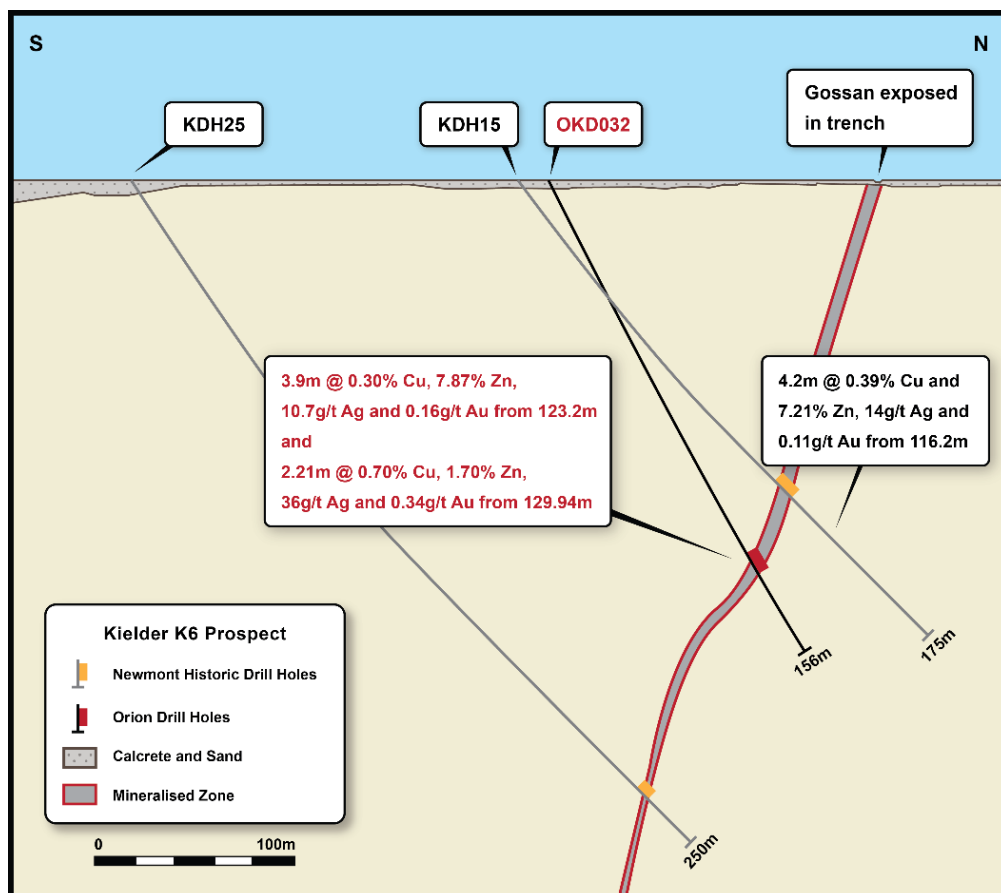 S
N
KDH25
KDH15
OKD032
Gossan exposed
in trench
3.9m @ 0.30% Cu, 7.87% Zn,
10.7g/t Ag and 0.16g/t Au from 123.2m
and
2.21m @ 0.70% Cu, 1.70% Zn,
36g/t Ag and 0.34g/t Au from 129.94m
4.2m @ 0.39% Cu and
7.21% Zn, 14g/t Ag and
0.11g/t Au from 116.2m
175m
156m
250m
Kielder K6 Prospect
Newmont Historic Drill Holes
Orion Drill Holes
Calcrete and Sand
Mineralised Zone
0
100m